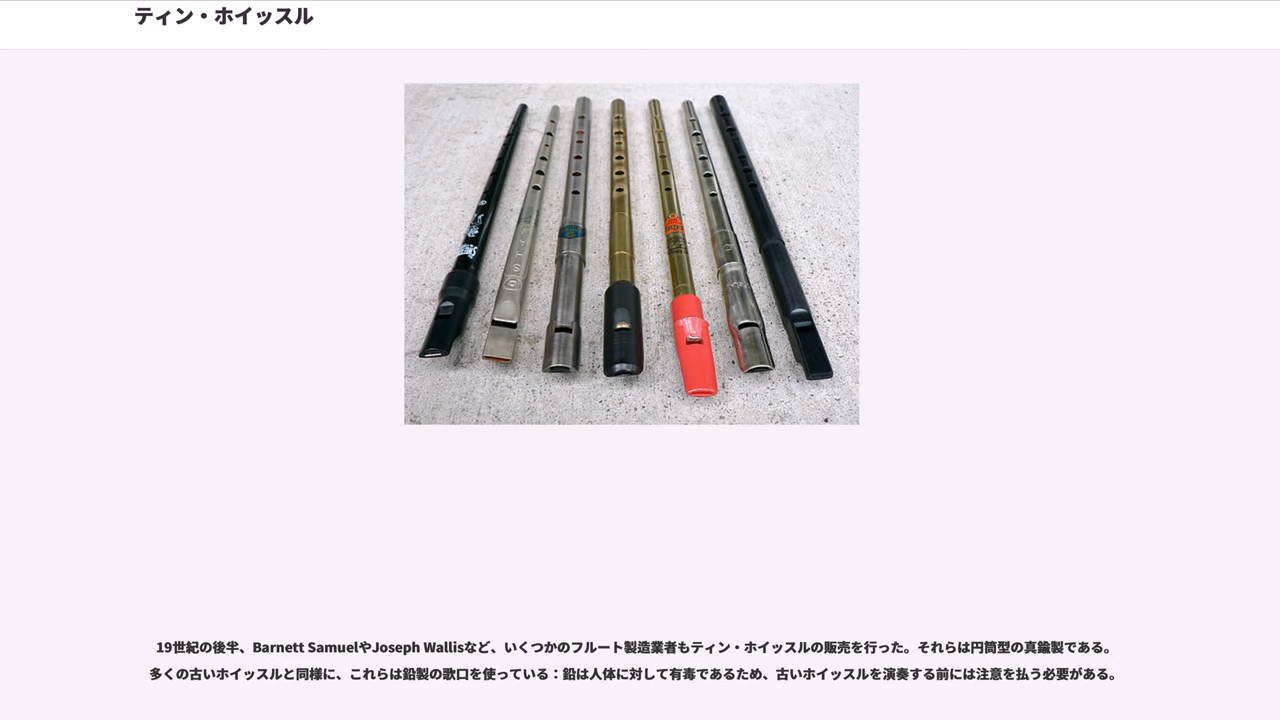 ティン・ホイッスル
19世紀の後半、Barnett SamuelやJoseph Wallisなど、いくつかのフルート製造業者もティン・ホイッスルの販売を行った。それらは円筒型の真鍮製である。
多くの古いホイッスルと同様に、これらは鉛製の歌口を使っている：鉛は人体に対して有毒であるため、古いホイッスルを演奏する前には注意を払う必要がある。